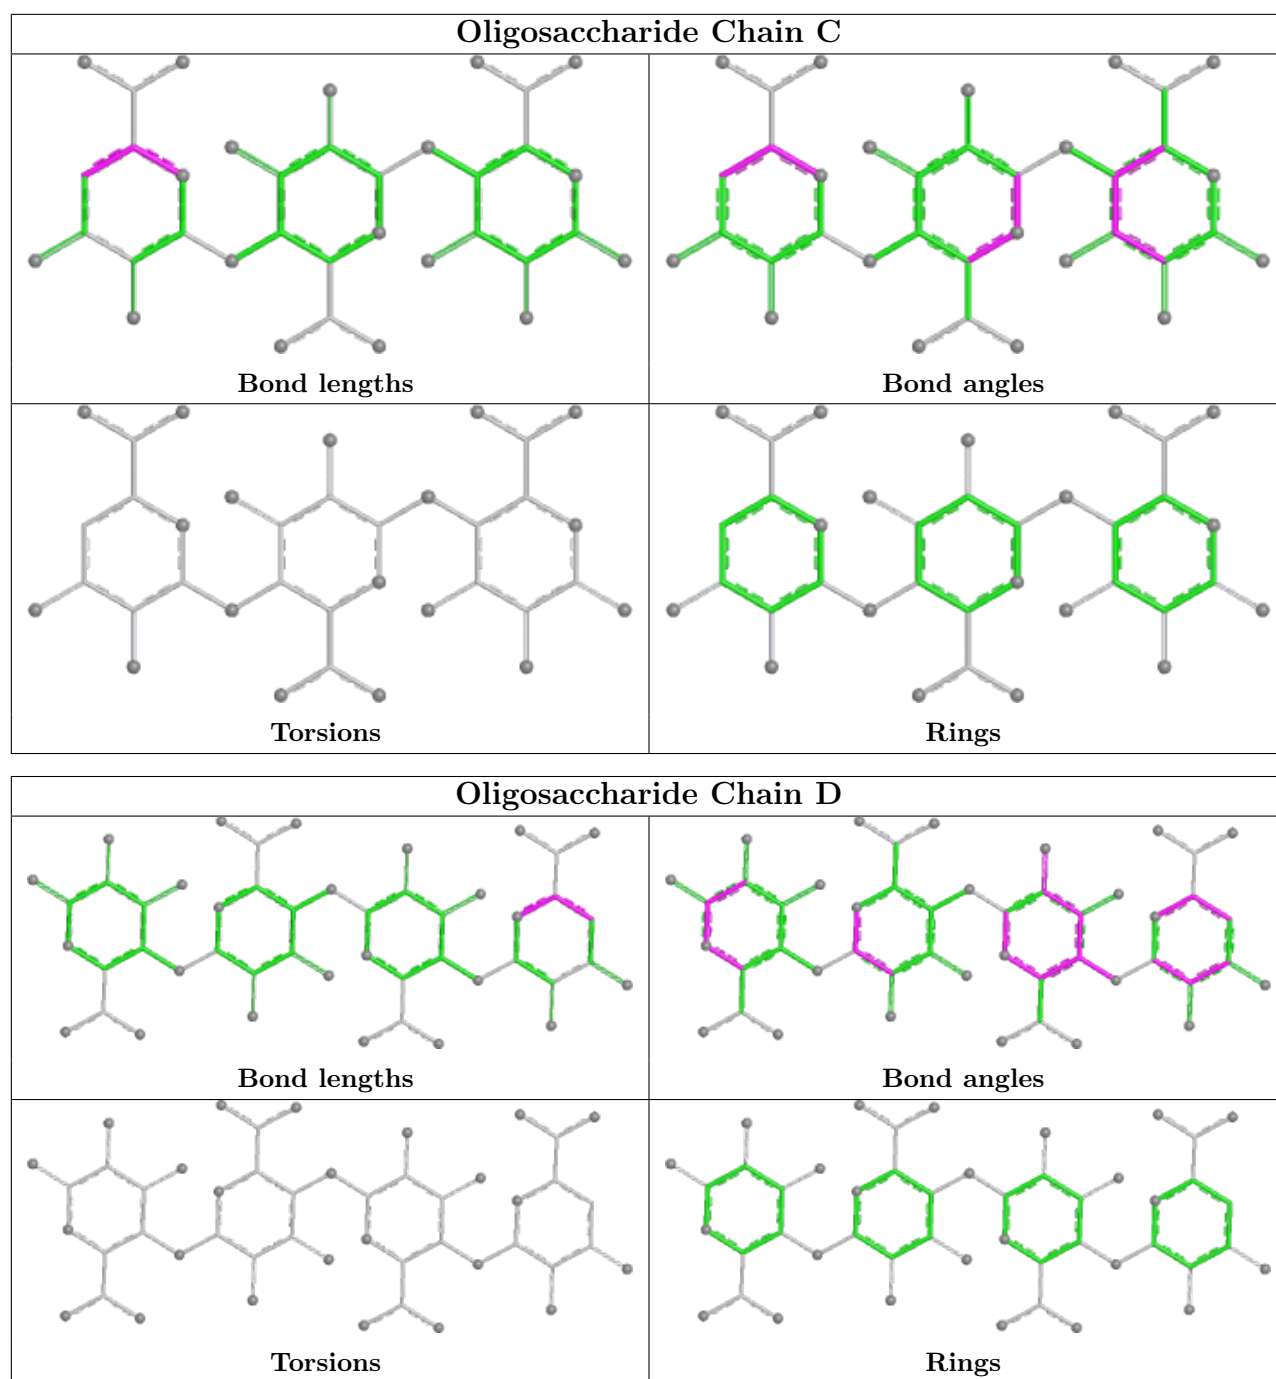 Oligosaccharide Chain C
Bond lengths
Bond angles
Torsions
Rings
Oligosaccharide Chain D
Bond lengths
Bond angles
Torsions
Rings